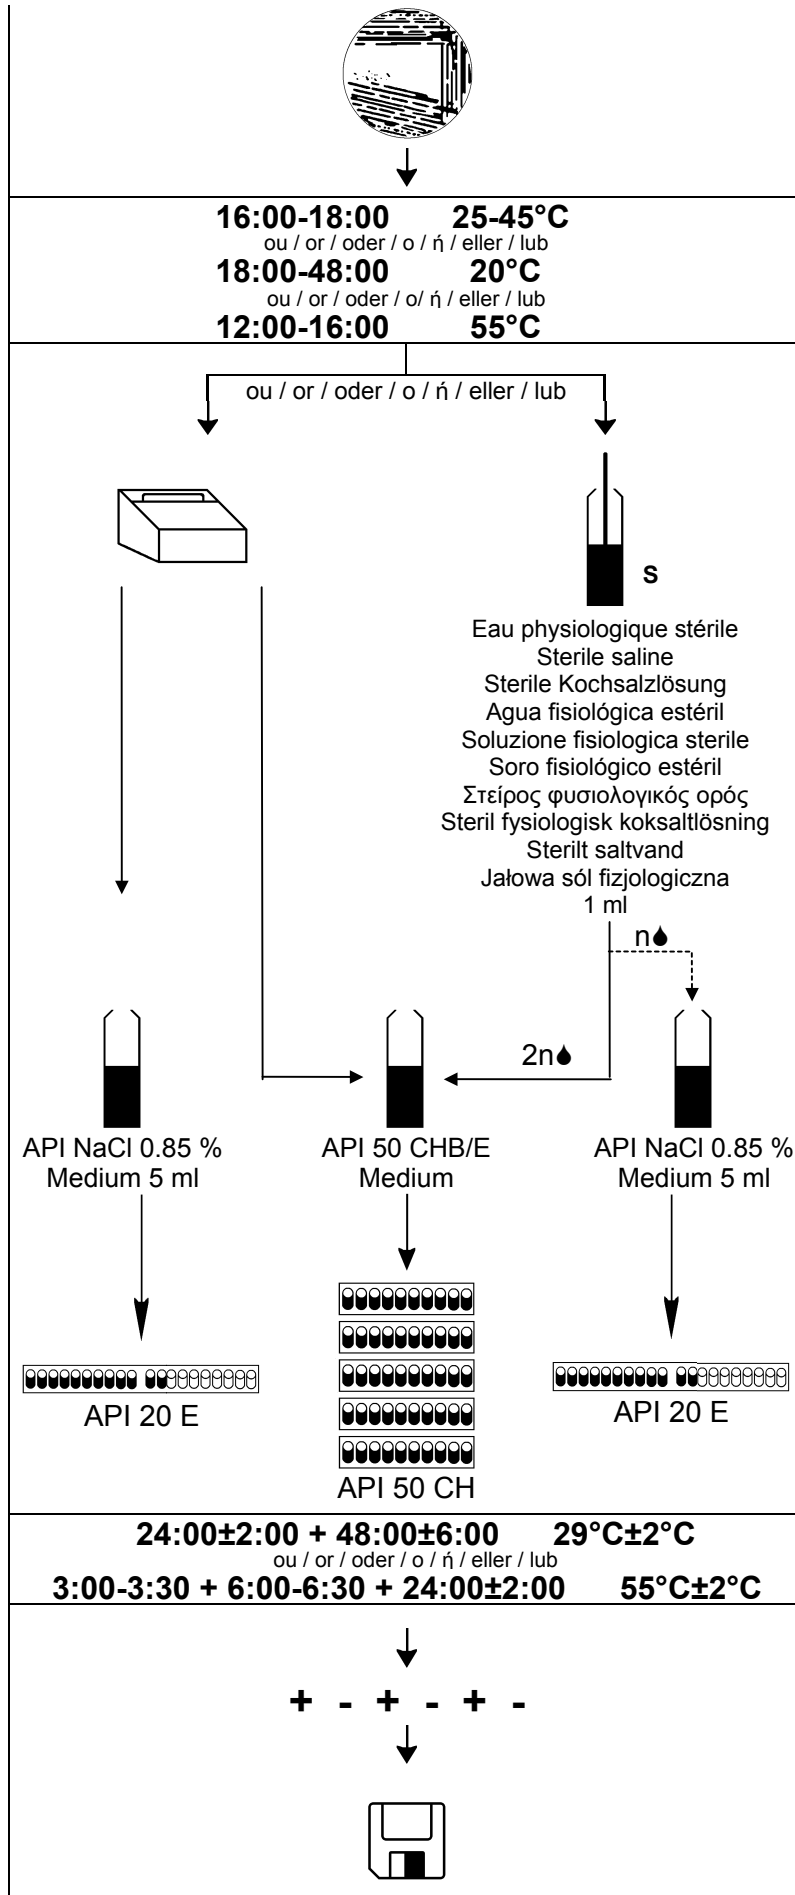 16:00-18:00 25-45°C
ou / or / oder / o / ή / eller / lub
18:00-48:00 20°C
ou / or / oder / o/ ή / eller / lub
12:00-16:00 55°C
ou / or / oder / o / ή / eller / lub
S
Eau physiologique stérile
Sterile saline
Sterile Kochsalzlösung
Agua fisiológica estéril
Soluzione fisiologica sterile
Soro fisiológico estéril
Στείρος φυσιολογικός ορός
Steril fysiologisk koksaltlösning
Sterilt saltvand
Jałowa sól fizjologiczna
1 ml
n
2n
API NaCl 0.85 %
Medium 5 ml
API 50 CHB/E
Medium
API NaCl 0.85 %
Medium 5 ml
API 20 E
API 50 CH
API 20 E
24:00±2:00 + 48:00±6:00 29°C±2°C
ou / or / oder / o / ή / eller / lub
3:00-3:30 + 6:00-6:30 + 24:00±2:00 55°C±2°C
+ - + - + -